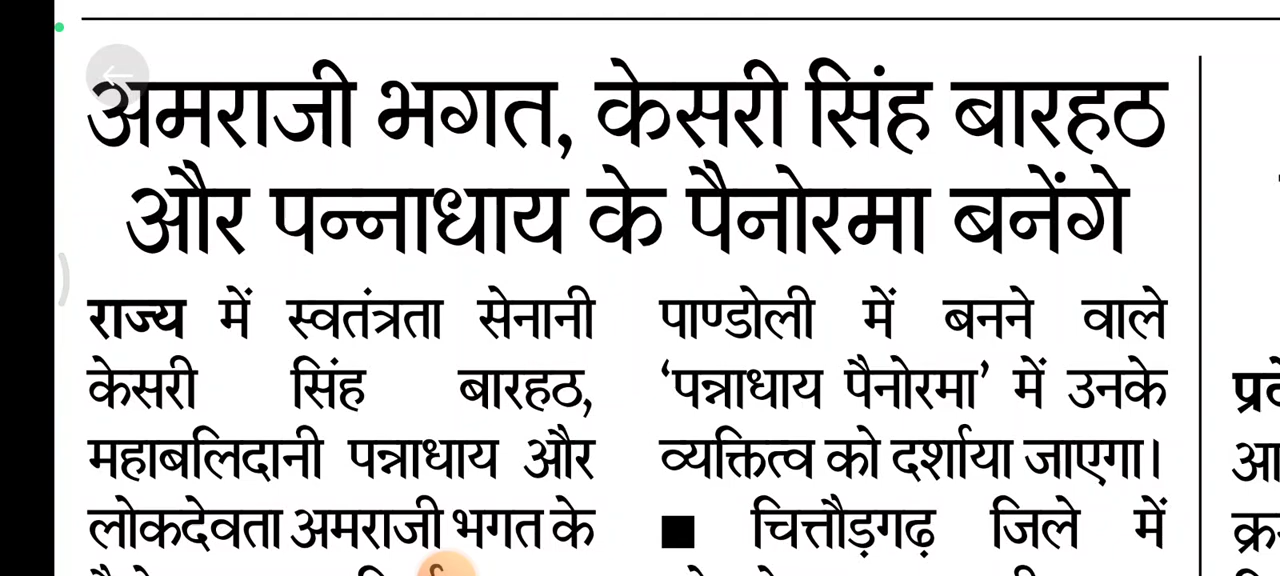 अमराजी भगत, केसरी सिंह बारहठ
और पन्नाधाय के पैनोरमा बनेंगे
राज्य में स्वतंत्रता सेनानी
केसरी सिंह बारहठ,
महाबलिदानी पन्नाधाय और
लोकदेवता अमराजी भगत के
पाण्डोली में बनने वाले
‘पन्नाधाय पैनोरमा’ में उनके
व्यक्तित्व को दर्शाया जाएगा।
■ चित्तौड़गढ़ जिले में